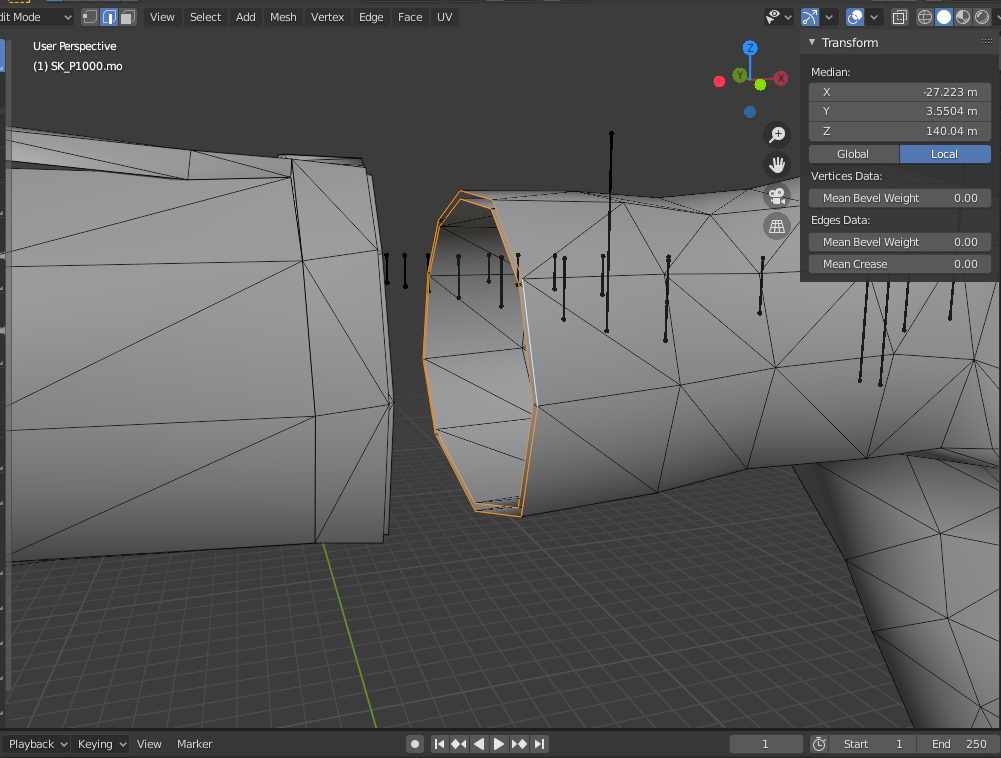 dit Mode View Select Add Mesh Vertex Edge Face UV
User Perspective
(1) SK_P1000.mo
Z
Y
X
Transform
Median:
X -27.223 m
Y 3.5504 m
Z 140.04 m
Global Local
Vertices Data:
Mean Bevel Weight 0.00
Edges Data:
Mean Bevel Weight 0.00
Mean Crease 0.00
Playback Keying View Marker 1 Start 1 End 250